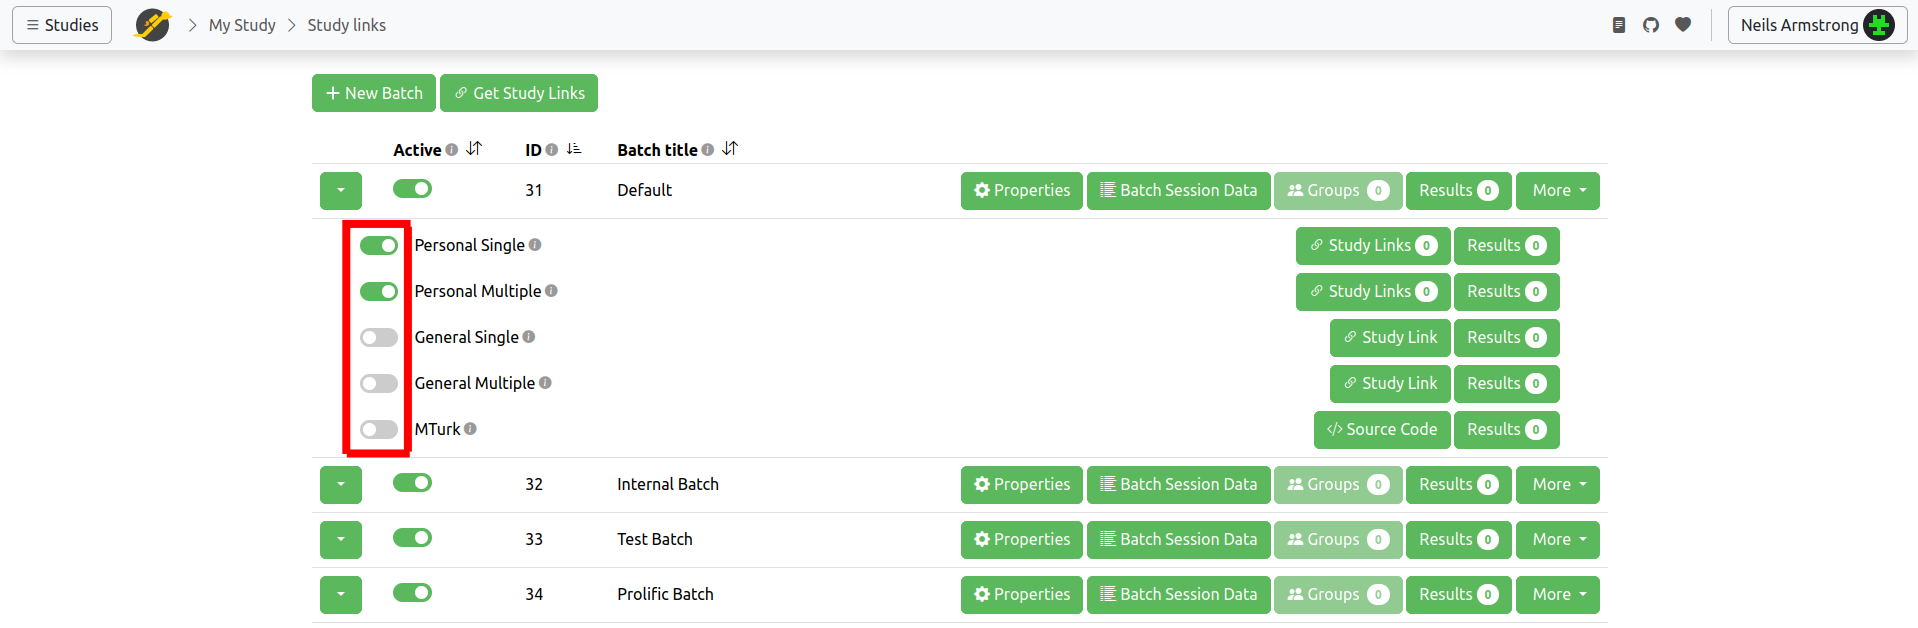 Studies My Study Study links Neils Armstrong
New Batch Get Study Links
Active ID Batch title
31 Default Properties Batch Session Data Groups 0 Results 0 More
Personal Single Study Links 0 Results 0
Personal Multiple Study Links 0 Results 0
General Single Study Link Results 0
General Multiple Study Link Results 0
MTurk </> Source Code Results 0
32 Internal Batch Properties Batch Session Data Groups 0 Results 0 More
33 Test Batch Properties Batch Session Data Groups 0 Results 0 More
34 Prolific Batch Properties Batch Session Data Groups 0 Results 0 More